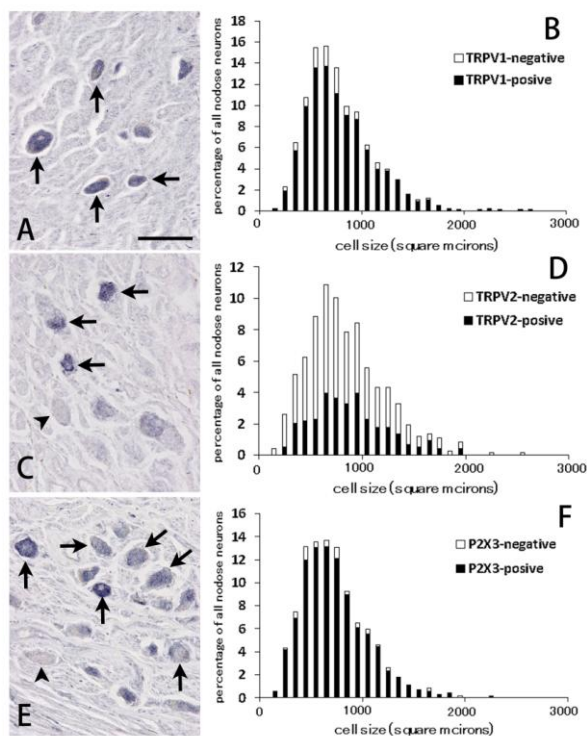 A
B
percentage of all nodose neurons
16
14
12
10
8
6
4
2
0
TRPV1-negative
TRPV1-posive
0 1000 2000 3000
cell size (square mcirons)
C
D
percentage of all nodose neurons
12
10
8
6
4
2
0
TRPV2-negative
TRPV2-posive
0 1000 2000 3000
cell size (square mcirons)
E
F
percentage of all nodose neurons
16
14
12
10
8
6
4
2
0
P2X3-negative
P2X3-posive
0 1000 2000 3000
cell size (square mcirons)